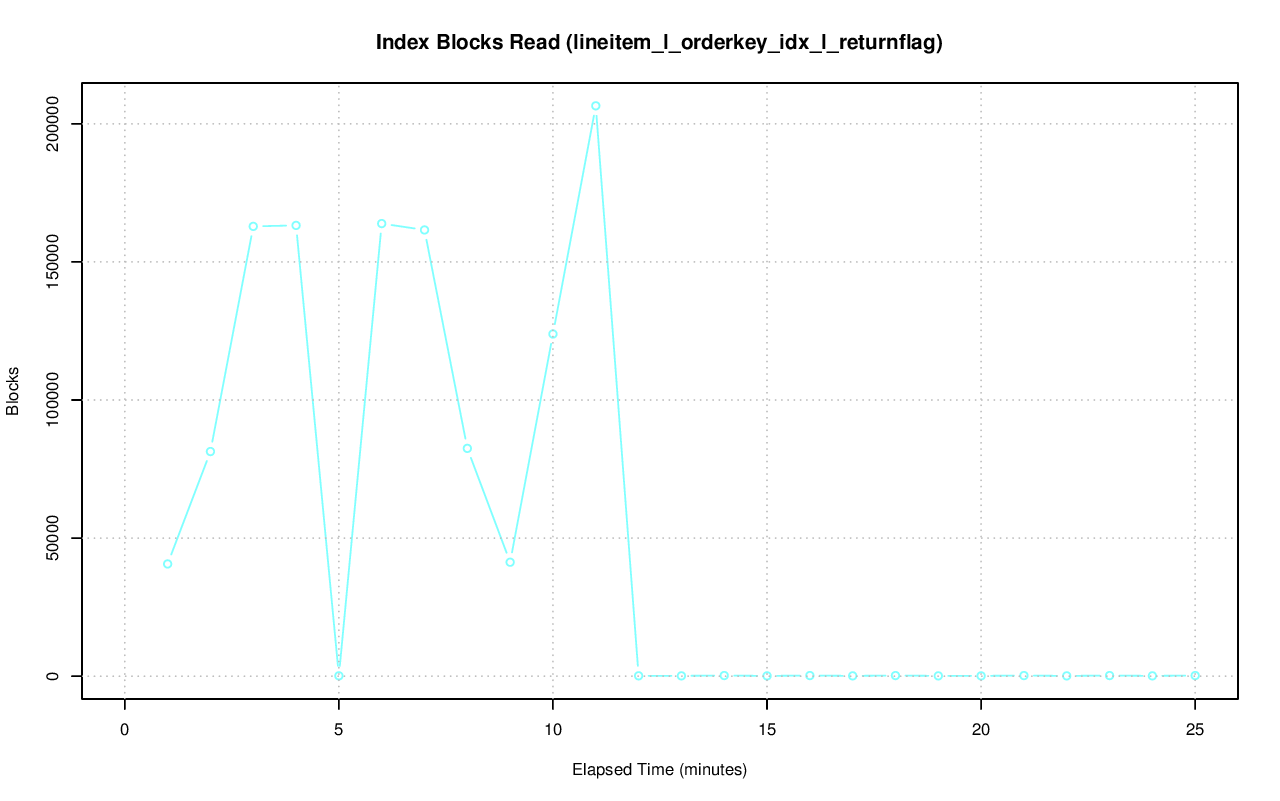 Index Blocks Read (lineitem_l_orderkey_idx_l_returnflag)
200000
150000
100000
50000
0
Blocks
0 5 10 15 20 25
Elapsed Time (minutes)